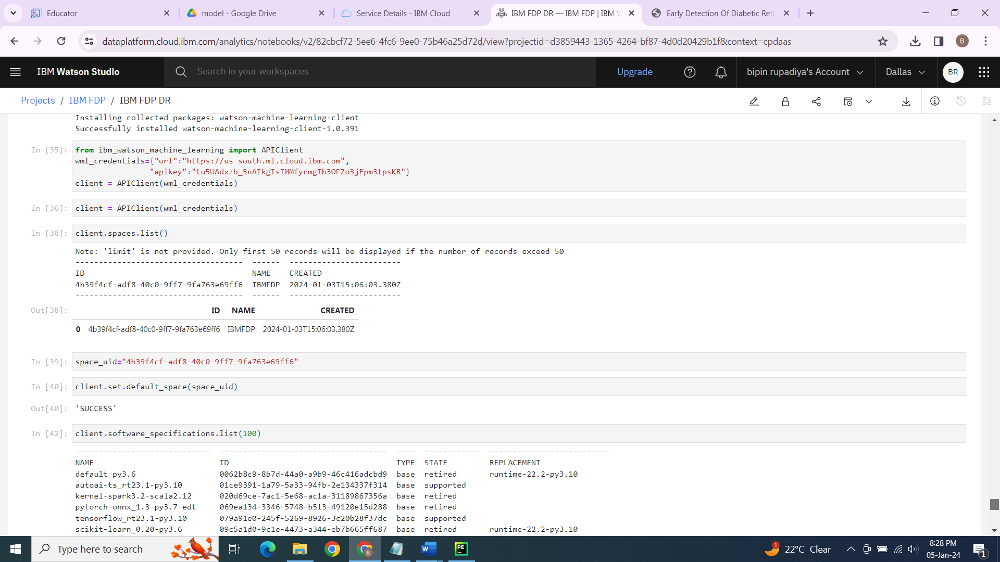 Educator
model - Google Drive
Service Details - IBM Cloud
IBM FDP DR — IBM FDP | IBM W
Early Detection Of Diabetic Reti
dataplatform.cloud.ibm.com/analytics/notebooks/v2/82cbcf72-5ee6-4fc6-9ee0-75b46a25d72d/view?projectid=d3859443-1365-4264-bf87-4d0d20429b1f&context=cpdaas
B
IBM Watson Studio
Search in your workspaces
Upgrade
bipin rupadiya's Account
Dallas
BR
Projects / IBM FDP / IBM FDP DR
Installing collected packages: watson-machine-learning-client
Successfully installed watson-machine-learning-client-1.0.391
In [35]: from ibm_watson_machine_learning import APIClient
wml_credentials={"url":"https://us-south.ml.cloud.ibm.com",
"apikey":"tu5UAdxzb_5nAIkgIsIMMfyrmgTb3OFZo3jEpm3tpsKR"}
client = APIClient(wml_credentials)
In [36]: client = APIClient(wml_credentials)
In [38]: client.spaces.list()
Note: 'limit' is not provided. Only first 50 records will be displayed if the number of records exceed 50
------------------------------------  ------  ------------------------
ID NAME CREATED
4b39f4cf-adf8-40c0-9ff7-9fa763e69ff6 IBMFDP 2024-01-03T15:06:03.380Z
------------------------------------  ------  ------------------------
Out[38]: ID NAME CREATED
0 4b39f4cf-adf8-40c0-9ff7-9fa763e69ff6 IBMFDP 2024-01-03T15:06:03.380Z
In [39]: space_uid="4b39f4cf-adf8-40c0-9ff7-9fa763e69ff6"
In [40]: client.set.default_space(space_uid)
Out[40]: 'SUCCESS'
In [42]: client.software_specifications.list(100)
-----------------------------  ------------------------------------  ----  ------------  --------------------------
NAME ID TYPE STATE REPLACEMENT
default_py3.6 0062b8c9-8b7d-44a0-a9b9-46c416adcbd9 base retired runtime-22.2-py3.10
autoai-ts_rt23.1-py3.10 01ce9391-1a79-5a33-94fb-2e134337f314 base supported
kernel-spark3.2-scala2.12 020d69ce-7ac1-5e68-ac1a-31189867356a base retired
pytorch-onnx_1.3-py3.7-edt 069ea134-3346-5748-b513-49120e15d288 base retired
tensorflow_rt23.1-py3.10 079a91e0-245f-5269-8926-3c20b28f37dc base supported
scikit-learn_0.20-py3.6 09c5a1d0-9c1e-4473-a344-eb7b665ff687 base retired runtime-22.2-py3.10
Type here to search
B
W
PE
1
22°C Clear
8:28 PM
05-Jan-24
1